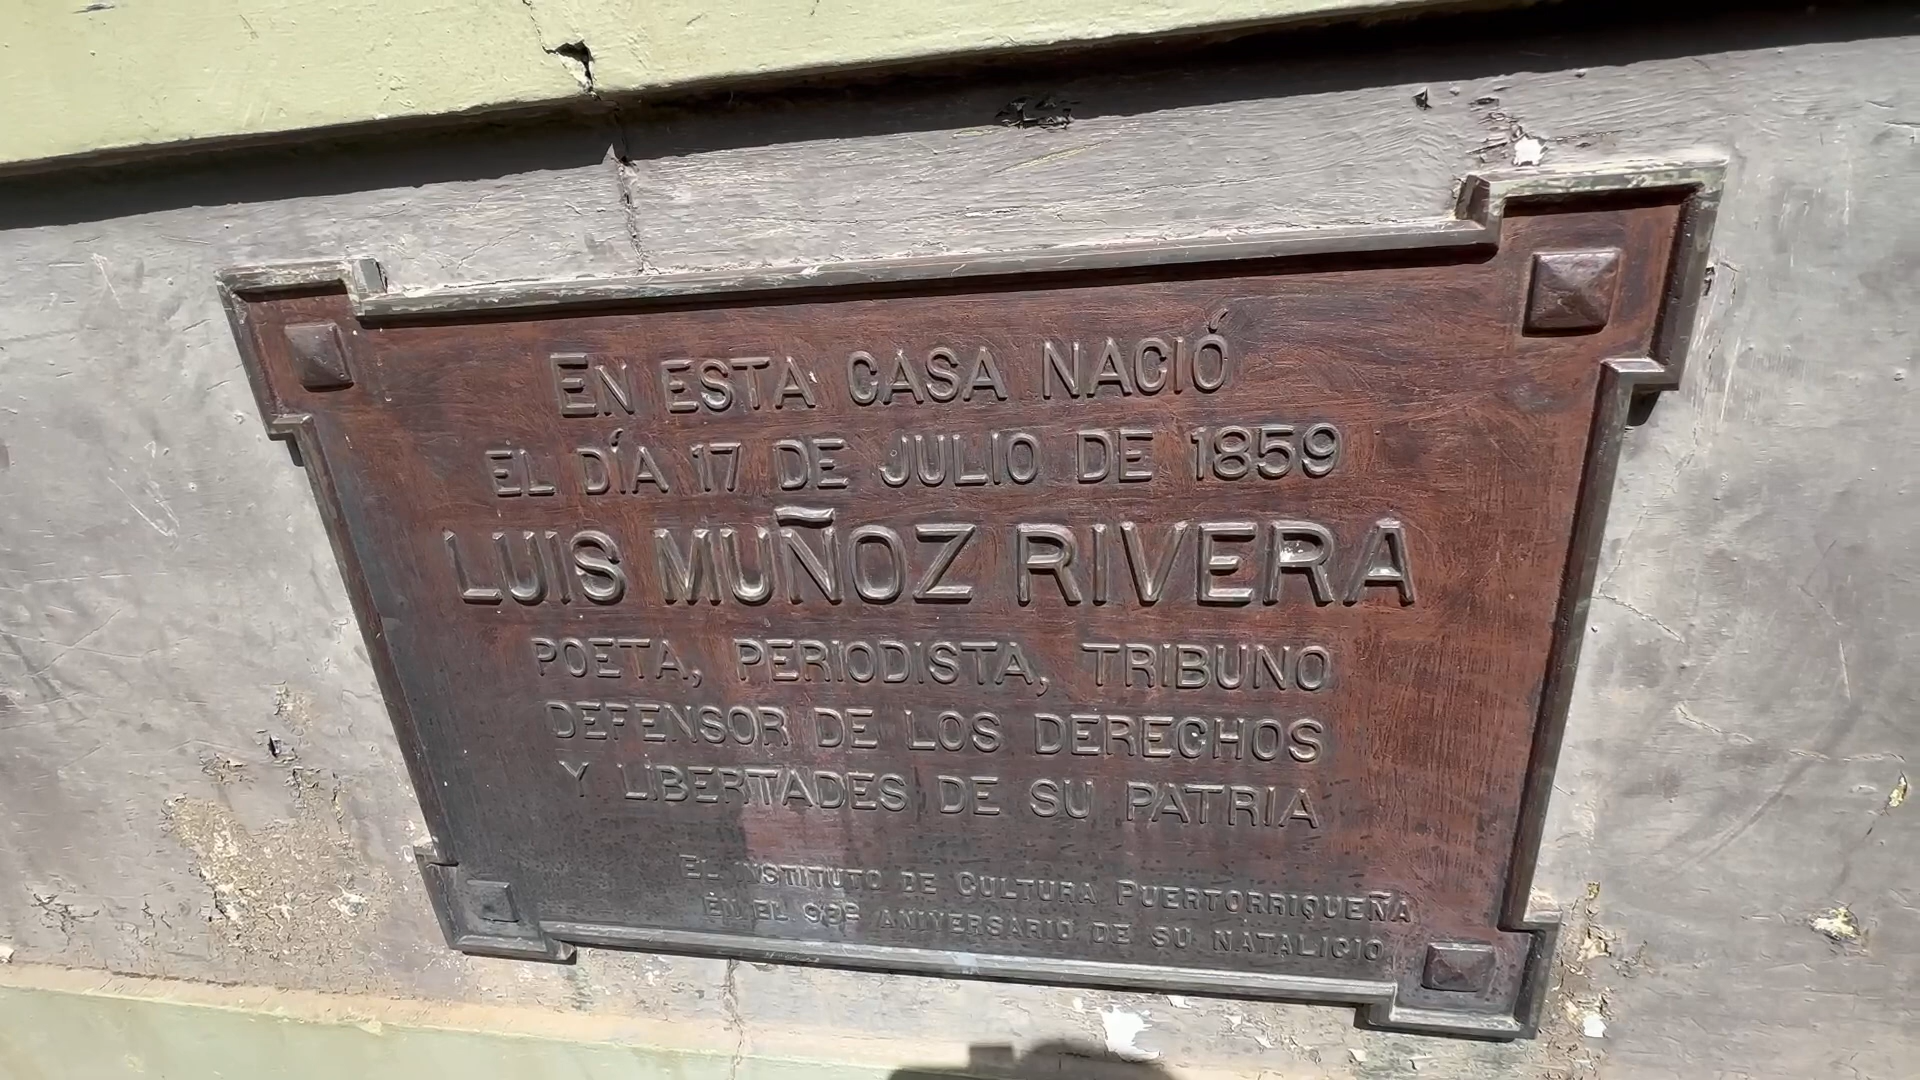 EN ESTA CASA NACIÓ
EL DÍA 17 DE JULIO DE 1859
LUIS MUÑOZ RIVERA
POETA, PERIODISTA, TRIBUNO
DEFENSOR DE LOS DERECHOS
Y LIBERTADES DE SU PATRIA
EL INSTITUTO DE CULTURA PUERTORRIQUEÑA
EN EL ANIVERSARIO DE SU NATALICIO